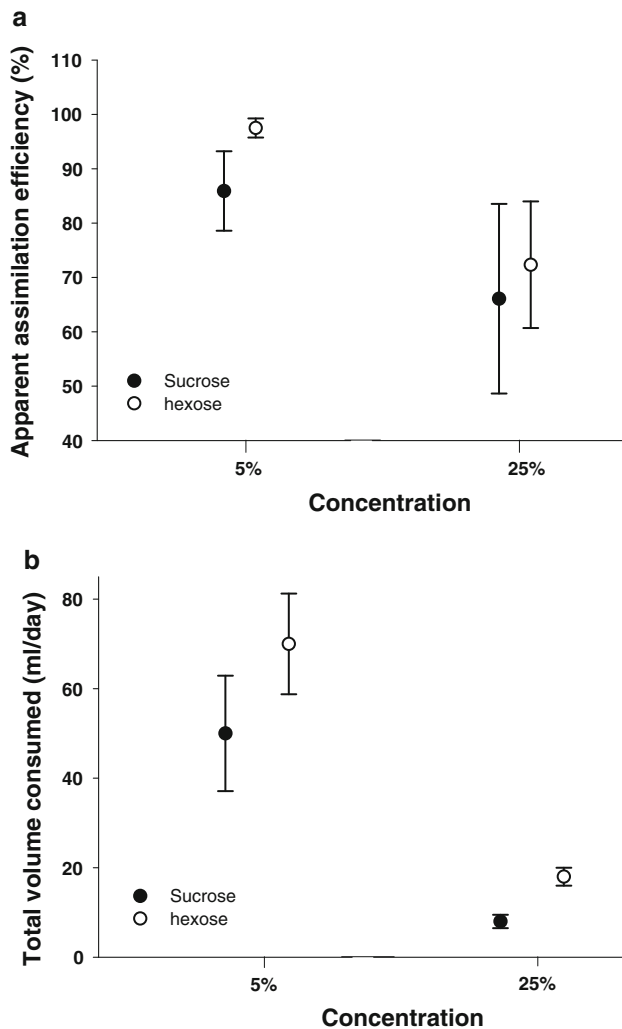 a
Apparent assimilation efficiency (%)
110
100
90
80
70
60
50
40
Sucrose
hexose
5%
25%
Concentration
b
Total volume consumed (ml/day)
80
60
40
20
0
Sucrose
hexose
5%
25%
Concentration